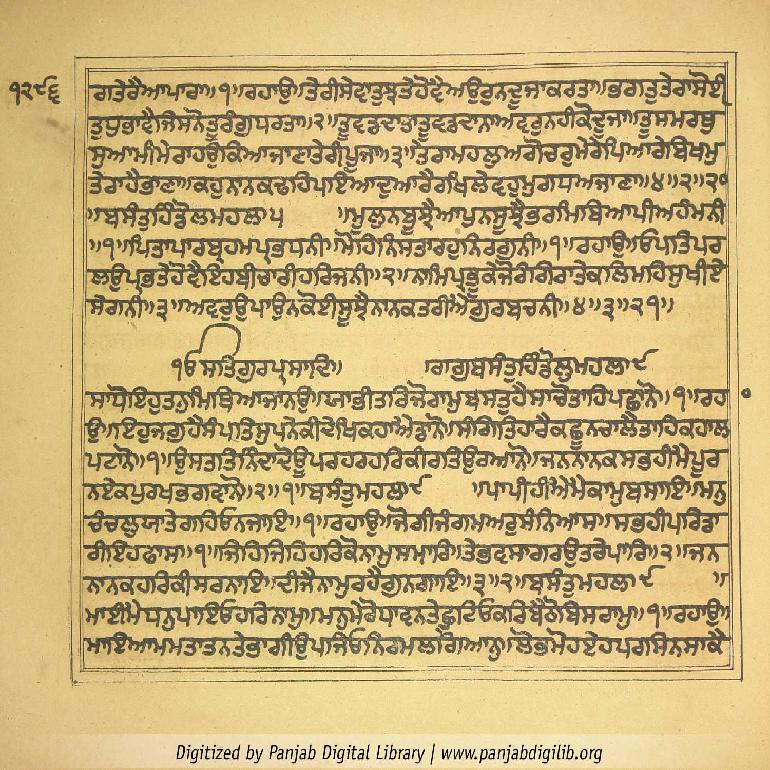 ੧੨੮੬
ਗਤੇਰੈਆਪਾਰਾ॥੧॥ਰਹਾਉ॥ਤੇਰੀਸੇਵਾਤੁਝਤੇਹੋਵੈਅਉਰੁਨਦੂਜਾਕਰਤਾ॥ਭਗਤੁਤੇਰਾਸੋਈ
ਤੁਧੁਭਾਵੈਜਿਸਨੋਤੂਰੰਗੁਧਰਤਾ॥੨॥ਤੂਵਡਦਾਤਾਤੂਵਡਦਾਨਾਅਵਰੁਨਹੀਕੋਦੂਜਾ॥ਤੂਸਮਰਥੁ
ਸੁਆਮੀਮੇਰਾਹਉਕਿਆਜਾਣਾਤੇਰੀਪੂਜਾ॥੩॥ਤੇਰਾਮਹਲੁਅਗੋਚਰੁਮੇਰੇਪਿਆਰੇਬਿਖਮੁ
ਤੇਰਾਹੈਭਾਣਾ॥ਕਹੁਨਾਨਕਢਹਿਪਇਆਦੁਆਰੈਰਖਿਲੇਵਹੁਮੁਗਧਅਜਾਣਾ॥੪॥੨॥੨੦
॥ਬਸੰਤੁਹਿੰਡੋਲਮਹਲਾ੫ ॥ਮੂਲੁਨਬੂਝੈਆਪੁਨਸੂਝੈਭਰਮਿਬਿਆਪੀਅਹੰਮਨੀ
॥੧॥ਪਿਤਾਪਾਰਬ੍ਰਹਮਪ੍ਰਭਧਨੀ॥ਮੋਹਿਨਿਸਤਾਰਹੁਨਿਰਗੁਨੀ॥੧॥ਰਹਾਉ॥ਓਪਤਿਪਰ
ਲਉਪ੍ਰਭਤੇਹੋਵੈਇਹਬੀਚਾਰੀਹਰਿਜਨੀ॥੨॥ਨਾਮਪ੍ਰਭੂਕੇਜੋਰੰਗਿਰਾਤੇਕਲਿਮਹਿਸੁਖੀਏ
ਸੇਗਨੀ॥੩॥ਅਵਰੁਉਪਾਉਨਕੋਈਸੂਝੈਨਾਨਕਤਰੀਐਗੁਰਬਚਨੀ॥੪॥੩॥੨੧॥
ੴਸਤਿਗੁਰਪ੍ਰਸਾਦਿ॥ ਰਾਗੁਬਸੰਤੁਹਿੰਡੋਲੁਮਹਲਾ੯
ਸਾਧੋਇਹੁਤਨੁਮਿਥਿਆਜਾਨਉ॥ਯਾਭੀਤਰਿਜੋਰਾਮੁਬਸਤੁਹੈਸਾਚੋਤਾਹਿਪਛਾਨੋ॥੧॥ਰਹਾ
ਉ॥ਇਹੁਜਗੁਹੈਸੰਪਤਿਸੁਪਨੇਕੀਦੇਖਿਕਹਾਐਡਾਨੋ॥ਸੰਗਿਤਿਹਾਰੈਕਛੂਨਚਾਲੈਤਾਹਿਕਹਾਲ
ਪਟਾਨੋ॥੧॥ਉਸਤਤਿਨਿੰਦਾਦੋਊਪਰਹਰਹਰਿਕੀਰਤਿਉਰਆਨੋ॥ਜਨਨਾਨਕਸਭਹੀਮੈਪੂਰ
ਨਏਕਪੁਰਖਭਗਵਾਨੋ॥੨॥੧॥ਬਸੰਤੁਮਹਲਾ੯ ॥ਪਾਪੀਹੀਐਮੈਕਾਮੁਬਸਾਇ॥ਮਨੁ
ਚੰਚਲੁਯਾਤੇਗਹਿਓਨਜਾਇ॥੧॥ਰਹਾਉ॥ਜੋਗੀਜੰਗਮਅਰੁਸੰਨਿਆਸ॥ਸਭਹੀਪਰਿਡਾ
ਰੀਇਹਫਾਸ॥੧॥ਜਿਹਿਜਿਹਿਹਰਿਕੋਨਾਮੁਸਮਾਰਿ॥ਤੇਭਵਸਾਗਰਉਤਰੇਪਾਰਿ॥੨॥ਜਨ
ਨਾਨਕਹਰਿਕੀਸਰਨਾਇ॥ਦੀਜੈਨਾਮੁਰਹੈਗੁਨਗਾਇ॥੩॥੨॥ਬਸੰਤੁਮਹਲਾ੯ ॥
ਮਾਈਮੈਧਨੁਪਾਇਓਹਰਿਨਾਮੁ॥ਮਨੁਮੇਰੋਧਾਵਨਤੇਛੂਟਿਓਕਰਿਬੈਠੋਬਿਸਰਾਮੁ॥੧॥ਰਹਾਉ॥
ਮਾਇਆਮਮਤਾਤਨਤੇਭਾਗੀਉਪਜਿਓਨਿਰਮਲਗਿਆਨੁ॥ਲੋਭਮੋਹਏਹਪਰਸਿਨਸਾਕੈ
Digitized by Panjab Digital Library | www.panjabdigilib.org